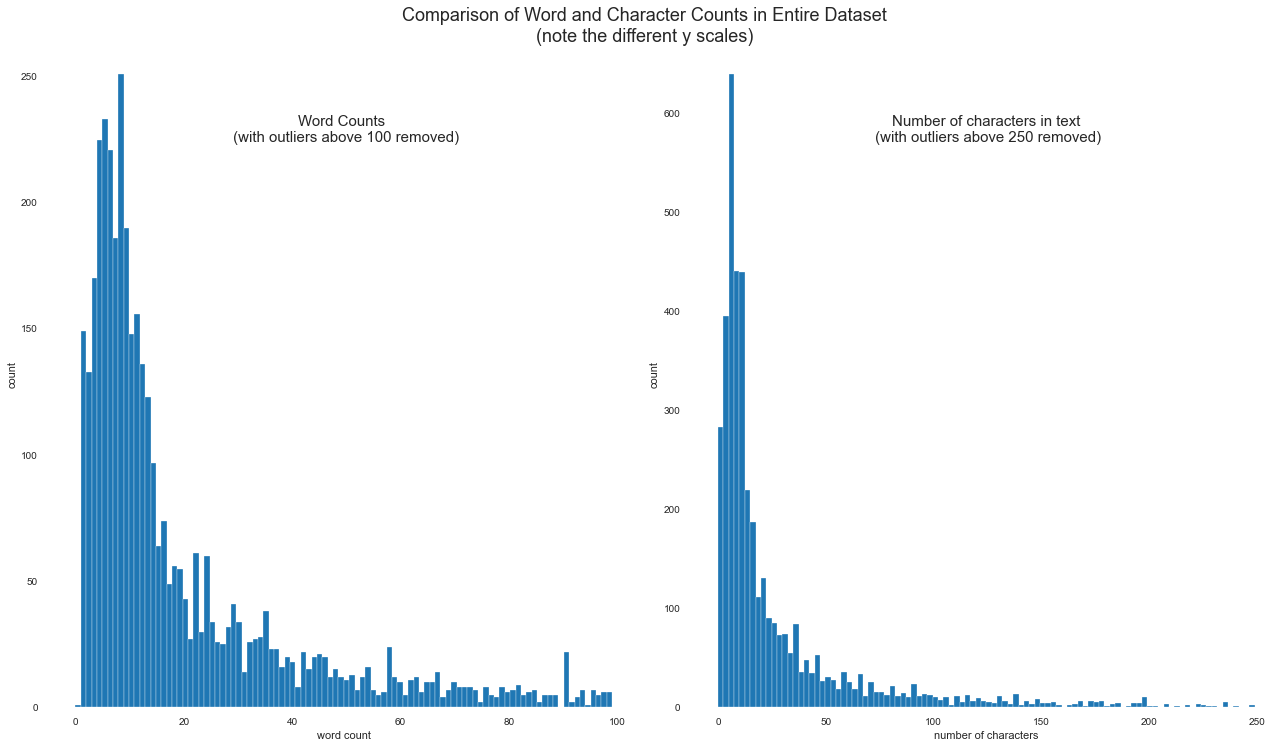 Comparison of Word and Character Counts in Entire Dataset
(note the different y scales)
Word Counts
(with outliers above 100 removed)
250
200
150
100
50
0
count
0 20 40 60 80 100
word count
Number of characters in text
(with outliers above 250 removed)
600
500
400
300
200
100
0
count
0 50 100 150 200 250
number of characters